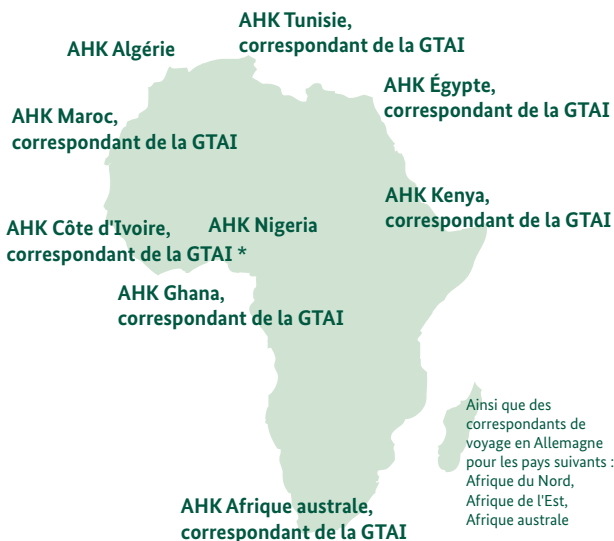 AHK Tunisie,
correspondant de la GTAI
AHK Algérie
AHK Égypte,
correspondant de la GTAI
AHK Maroc,
correspondant de la GTAI
AHK Kenya,
correspondant de la GTAI
AHK Côte d'Ivoire,
correspondant de la GTAI *
AHK Nigeria
AHK Ghana,
correspondant de la GTAI
Ainsi que des
correspondants de
voyage en Allemagne
pour les pays suivants :
Afrique du Nord,
Afrique de l'Est,
Afrique australe
AHK Afrique australe,
correspondant de la GTAI